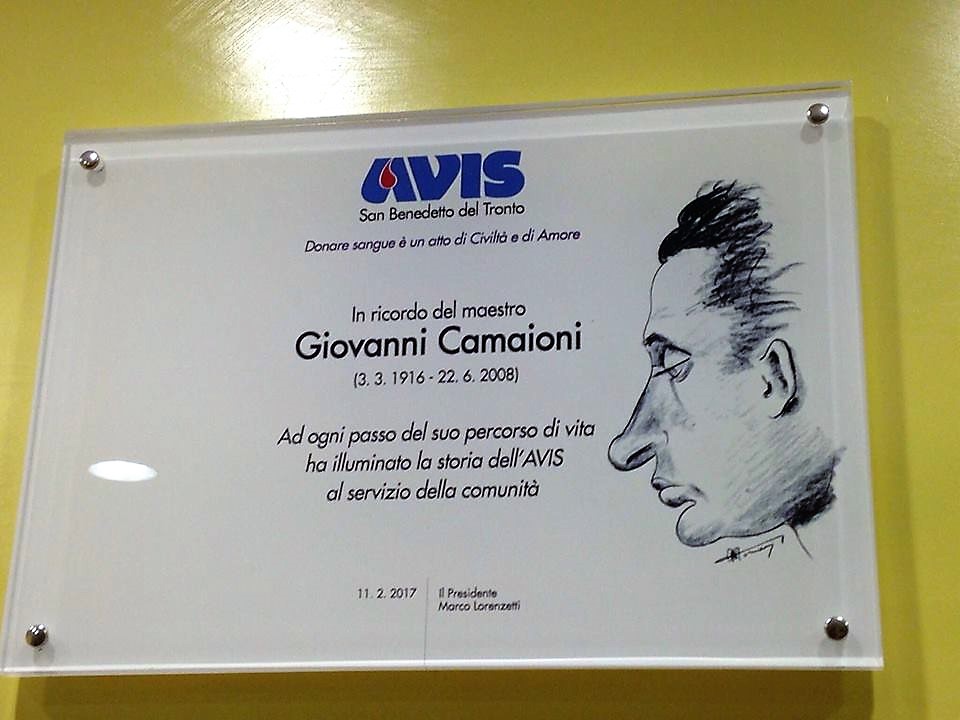 AVIS
San Benedetto del Tronto
Donare sangue è un atto di Civiltà e di Amore
In ricordo del maestro
Giovanni Camaioni
(3. 3. 1916 - 22. 6. 2008)
Ad ogni passo del suo percorso di vita
ha illuminato la storia dell'AVIS
al servizio della comunità
11. 2. 2017
Il Presidente
Marco Lorenzetti